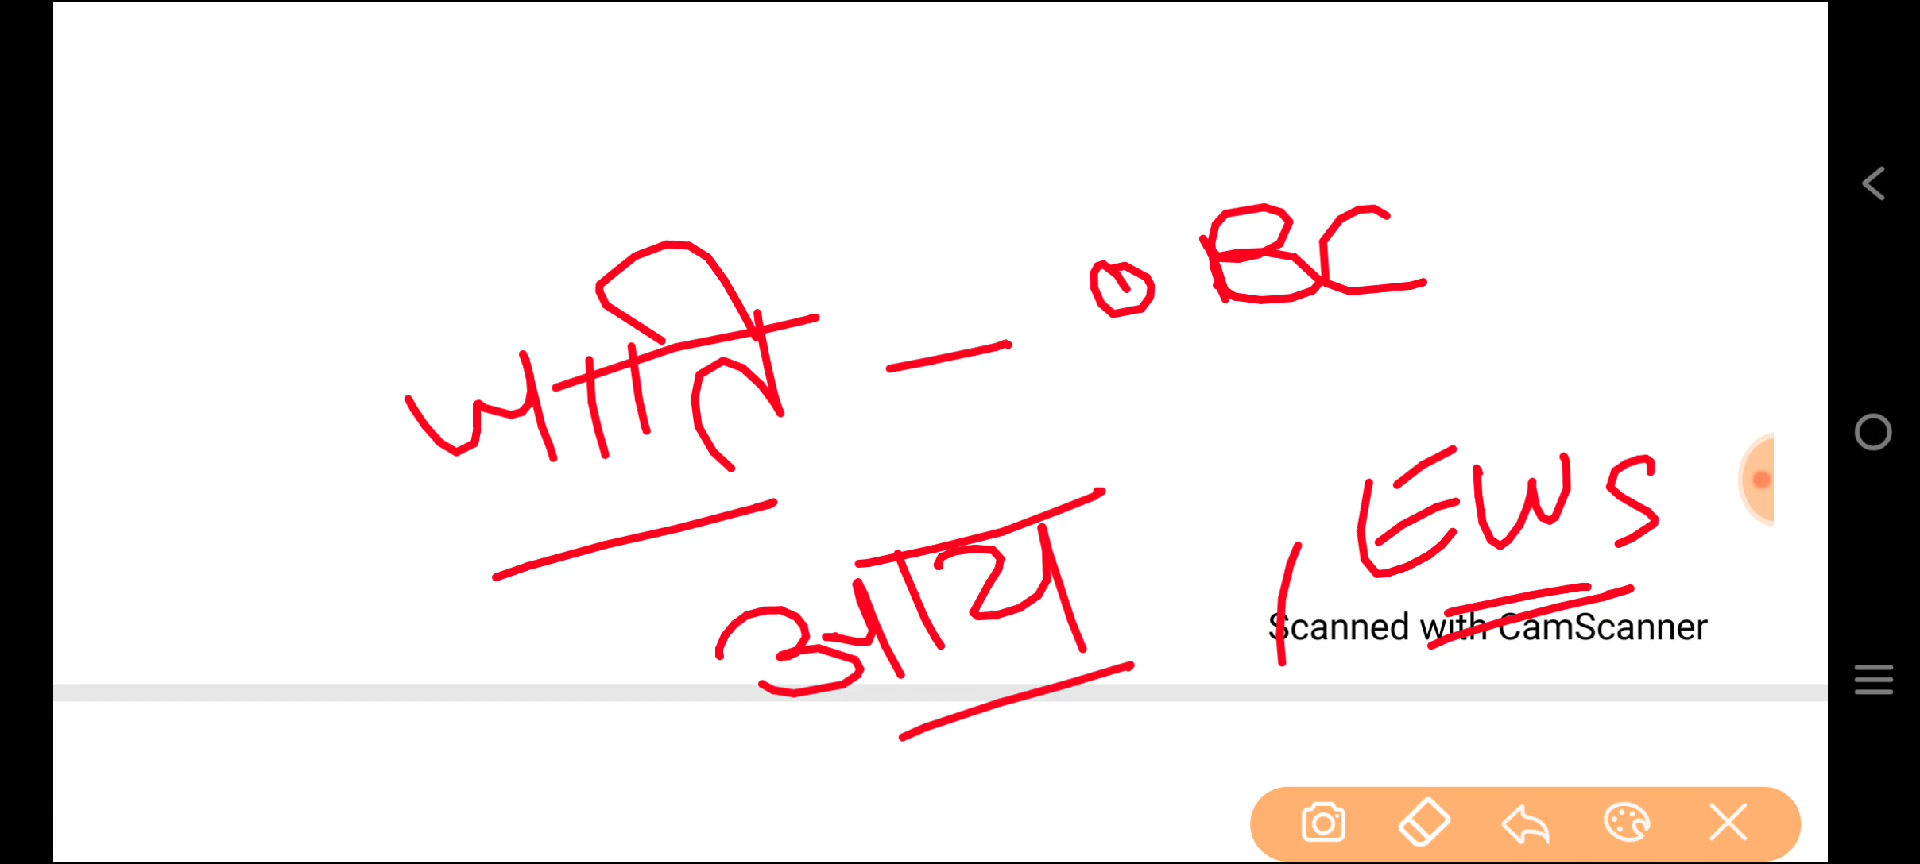 जाति - OBC
आय (EWS
Scanned with CamScanner